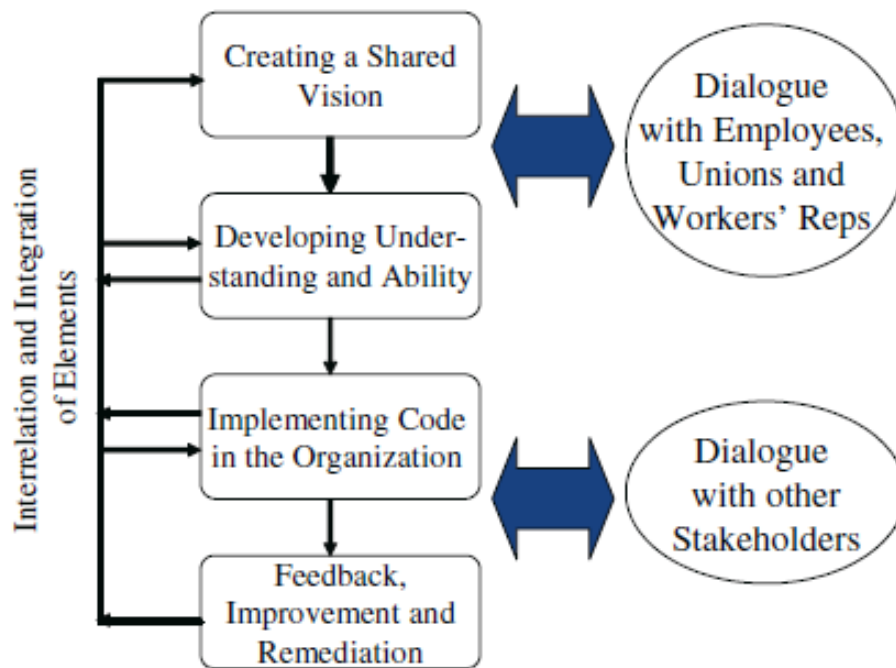 Creating a Shared
Vision
Developing Under-
standing and Ability
Implementing Code
in the Organization
Feedback,
Improvement and
Remediation
Interrelation and Integration
of Elements
Dialogue
with Employees,
Unions and
Workers' Reps
Dialogue
with other
Stakeholders